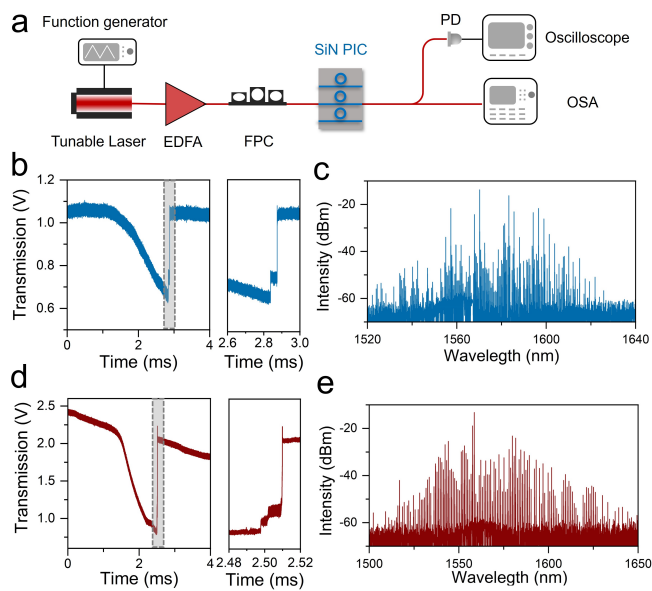 a
Function generator
PD
Oscilloscope
SiN PIC
OSA
Tunable Laser
EDFA
FPC
b
Transmission (V)
1.2
1.0
0.8
0.6
0 2 4
Time (ms)
2.6 2.8 3.0
Time (ms)
c
Intensity (dBm)
-20
-40
-60
1520 1560 1600 1640
Wavelegth (nm)
d
Transmission (V)
2.5
2.0
1.5
1.0
0 2 4
Time (ms)
2.48 2.50 2.52
Time (ms)
e
Intensity (dBm)
-20
-40
-60
1500 1550 1600 1650
Wavelegth (nm)